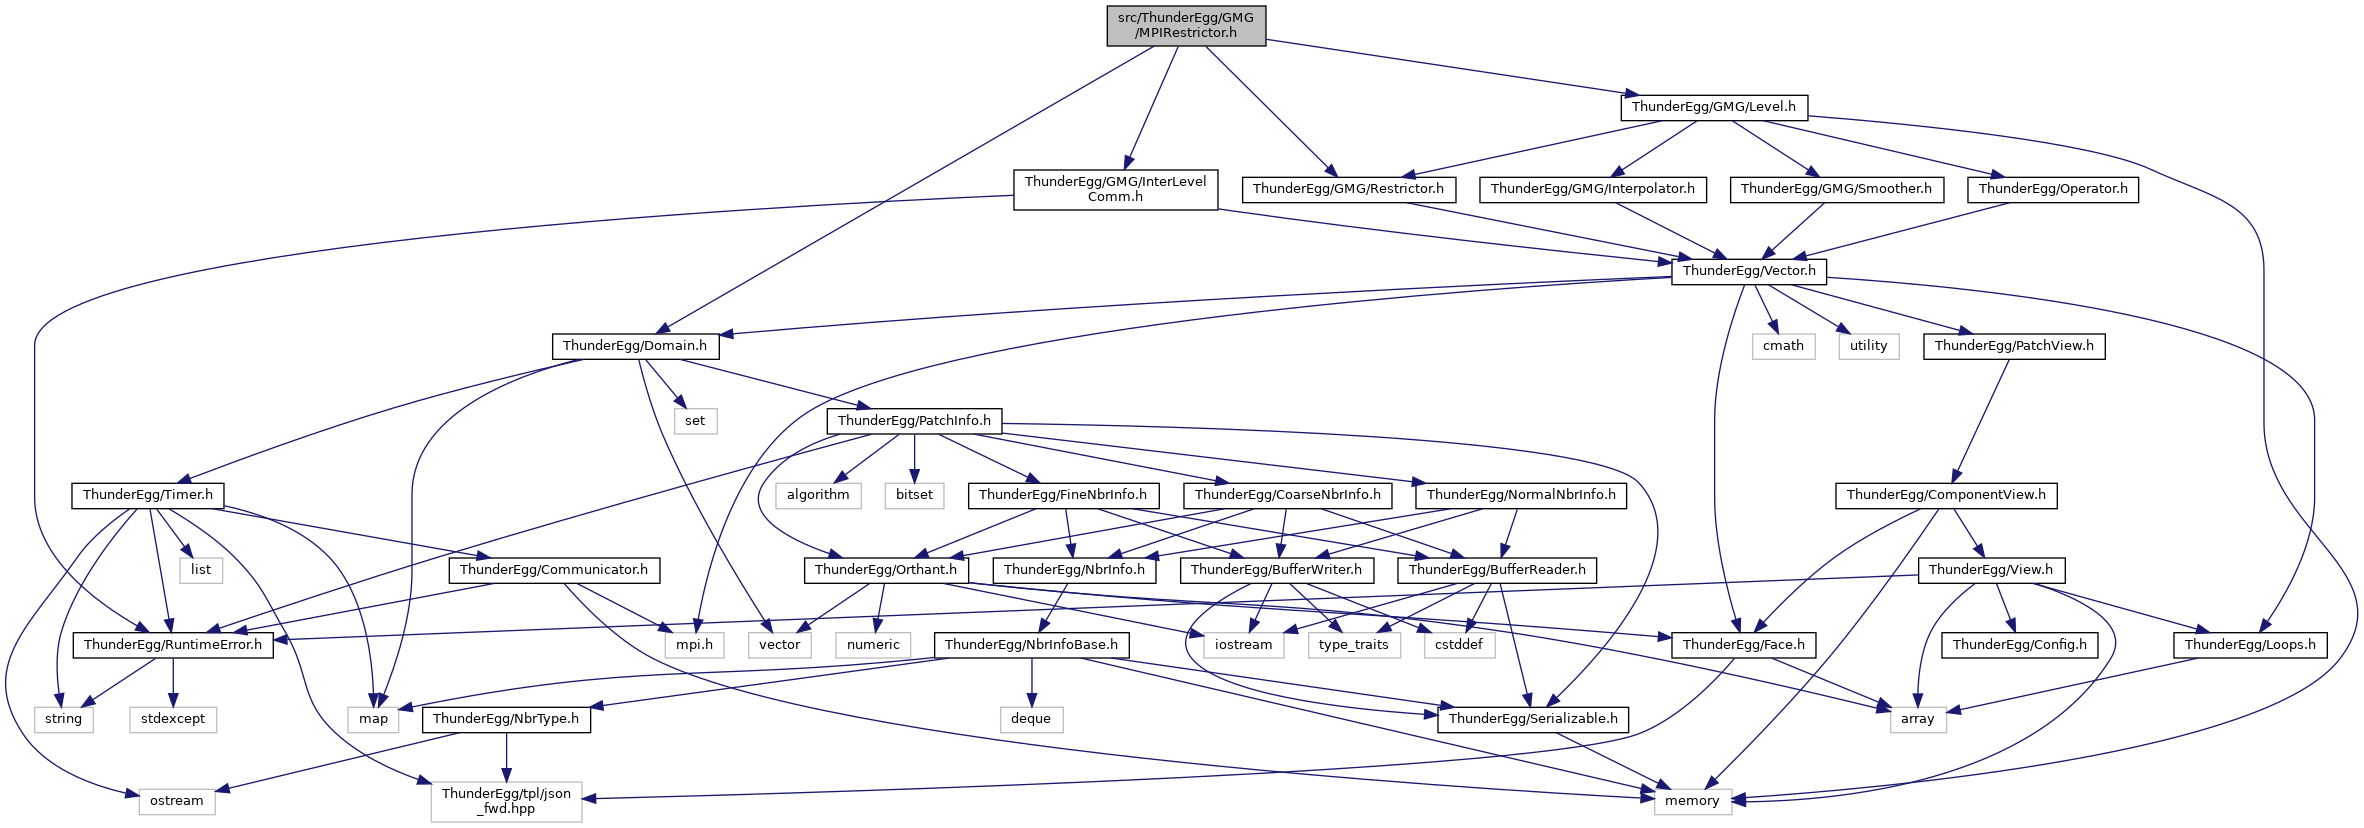 src/ThunderEgg/GMG
/MPIRestrictor.h
ThunderEgg/GMG/Level.h
ThunderEgg/GMG/InterLevel
Comm.h
ThunderEgg/GMG/Restrictor.h
ThunderEgg/GMG/Interpolator.h
ThunderEgg/GMG/Smoother.h
ThunderEgg/Operator.h
ThunderEgg/Vector.h
ThunderEgg/Domain.h
cmath
utility
ThunderEgg/PatchView.h
set
ThunderEgg/PatchInfo.h
ThunderEgg/Timer.h
algorithm
bitset
ThunderEgg/FineNbrInfo.h
ThunderEgg/CoarseNbrInfo.h
ThunderEgg/NormalNbrInfo.h
ThunderEgg/ComponentView.h
list
ThunderEgg/Communicator.h
ThunderEgg/Orthant.h
ThunderEgg/NbrInfo.h
ThunderEgg/BufferWriter.h
ThunderEgg/BufferReader.h
ThunderEgg/View.h
ThunderEgg/RuntimeError.h
mpi.h
vector
numeric
ThunderEgg/NbrInfoBase.h
iostream
type_traits
cstddef
ThunderEgg/Face.h
ThunderEgg/Config.h
ThunderEgg/Loops.h
string
stdexcept
map
ThunderEgg/NbrType.h
deque
ThunderEgg/Serializable.h
array
ostream
ThunderEgg/tpl/json
_fwd.hpp
memory